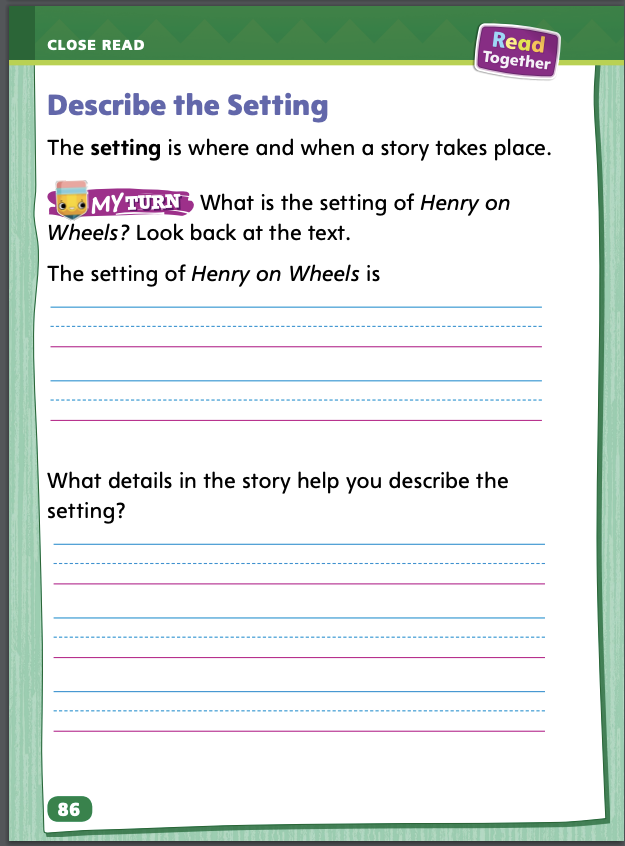 CLOSE READ
Read
Together
Describe the Setting
The setting is where and when a story takes place.
MY TURN What is the setting of Henry on
Wheels? Look back at the text.
The setting of Henry on Wheels is
What details in the story help you describe the
setting?
86